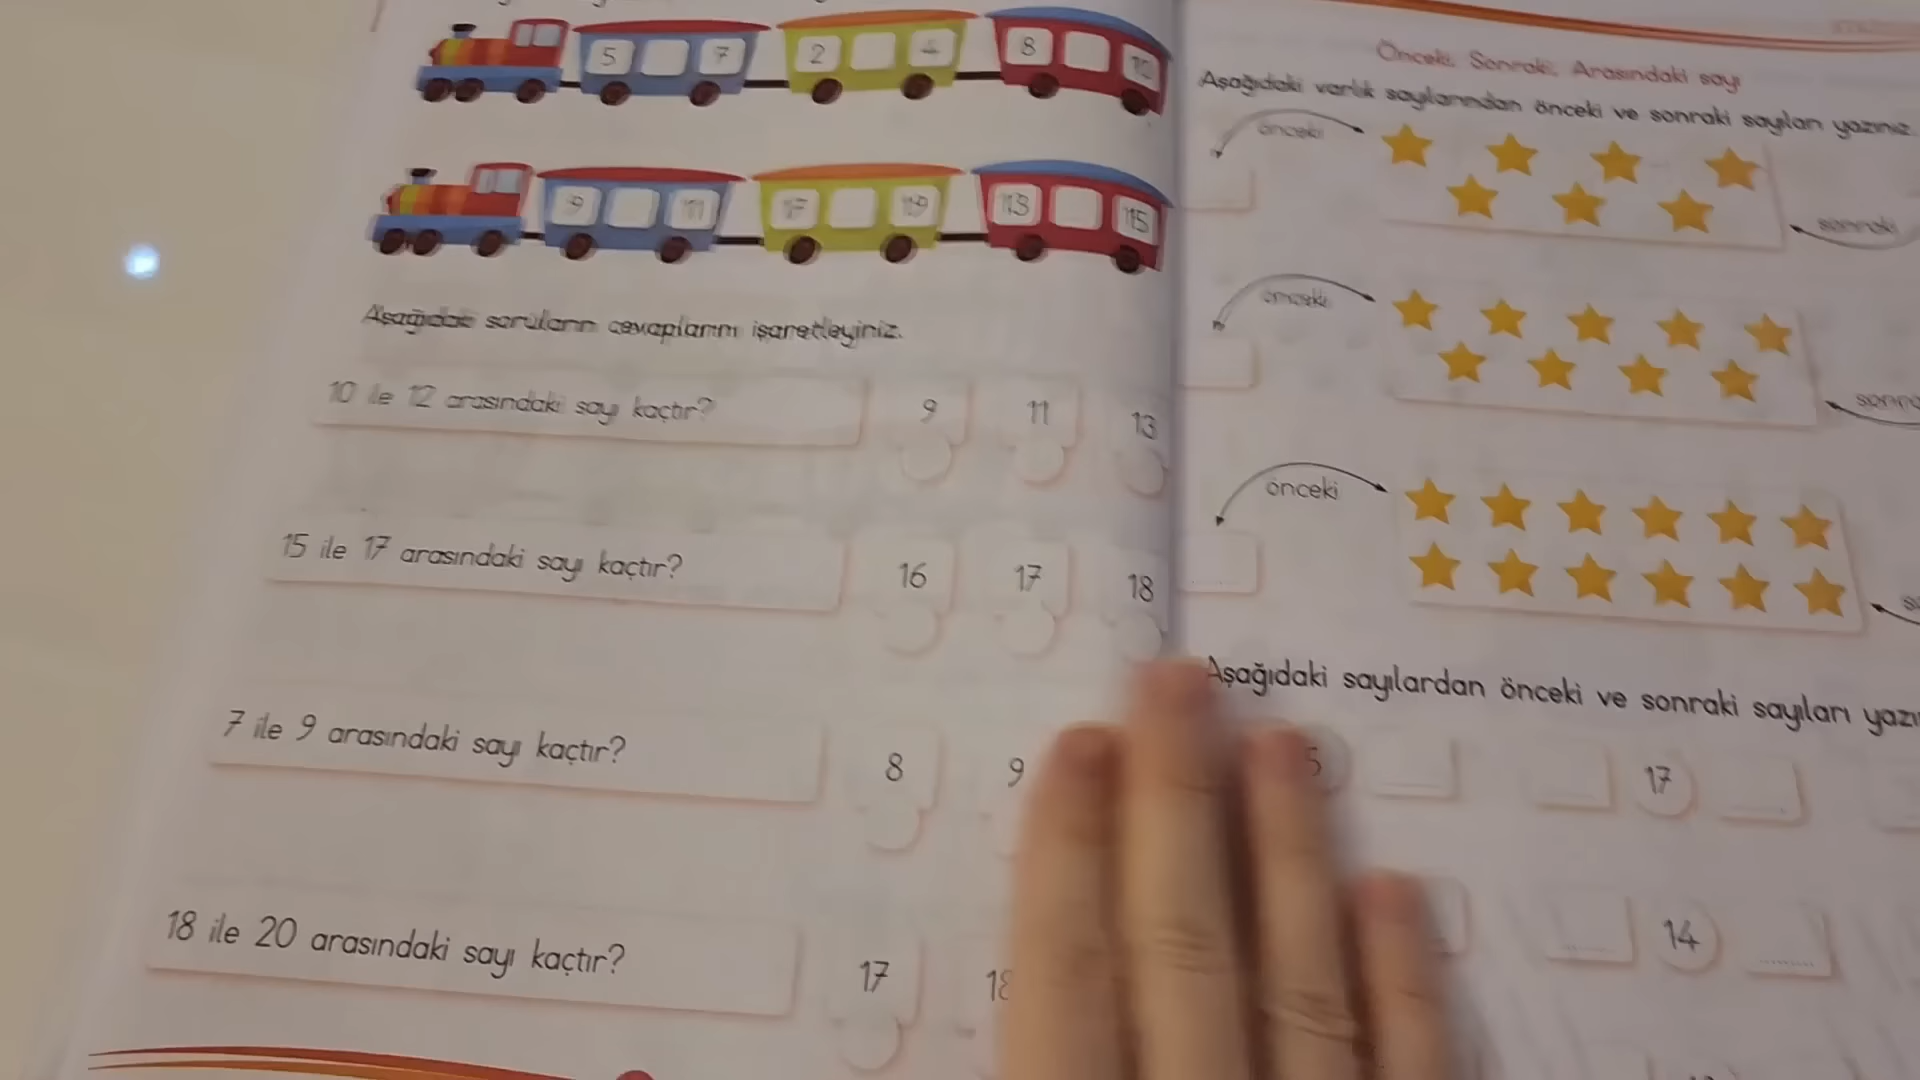 5 7 2 4 8 10
9 11 17 19 13 15
Aşağıdaki soruların cevaplarını işaretleyiniz.
10 ile 12 arasındaki sayı kaçtır? 9 11 13
15 ile 17 arasındaki sayı kaçtır? 16 17 18
7 ile 9 arasındaki sayı kaçtır? 8 9
18 ile 20 arasındaki sayı kaçtır? 17 18
Önceki, Sonraki, Arasındaki sayı
Aşağıdaki varlık sayılarından önceki ve sonraki sayıları yazınız.
önceki
sonraki
önceki
önceki
Aşağıdaki sayılardan önceki ve sonraki sayıları
17
14